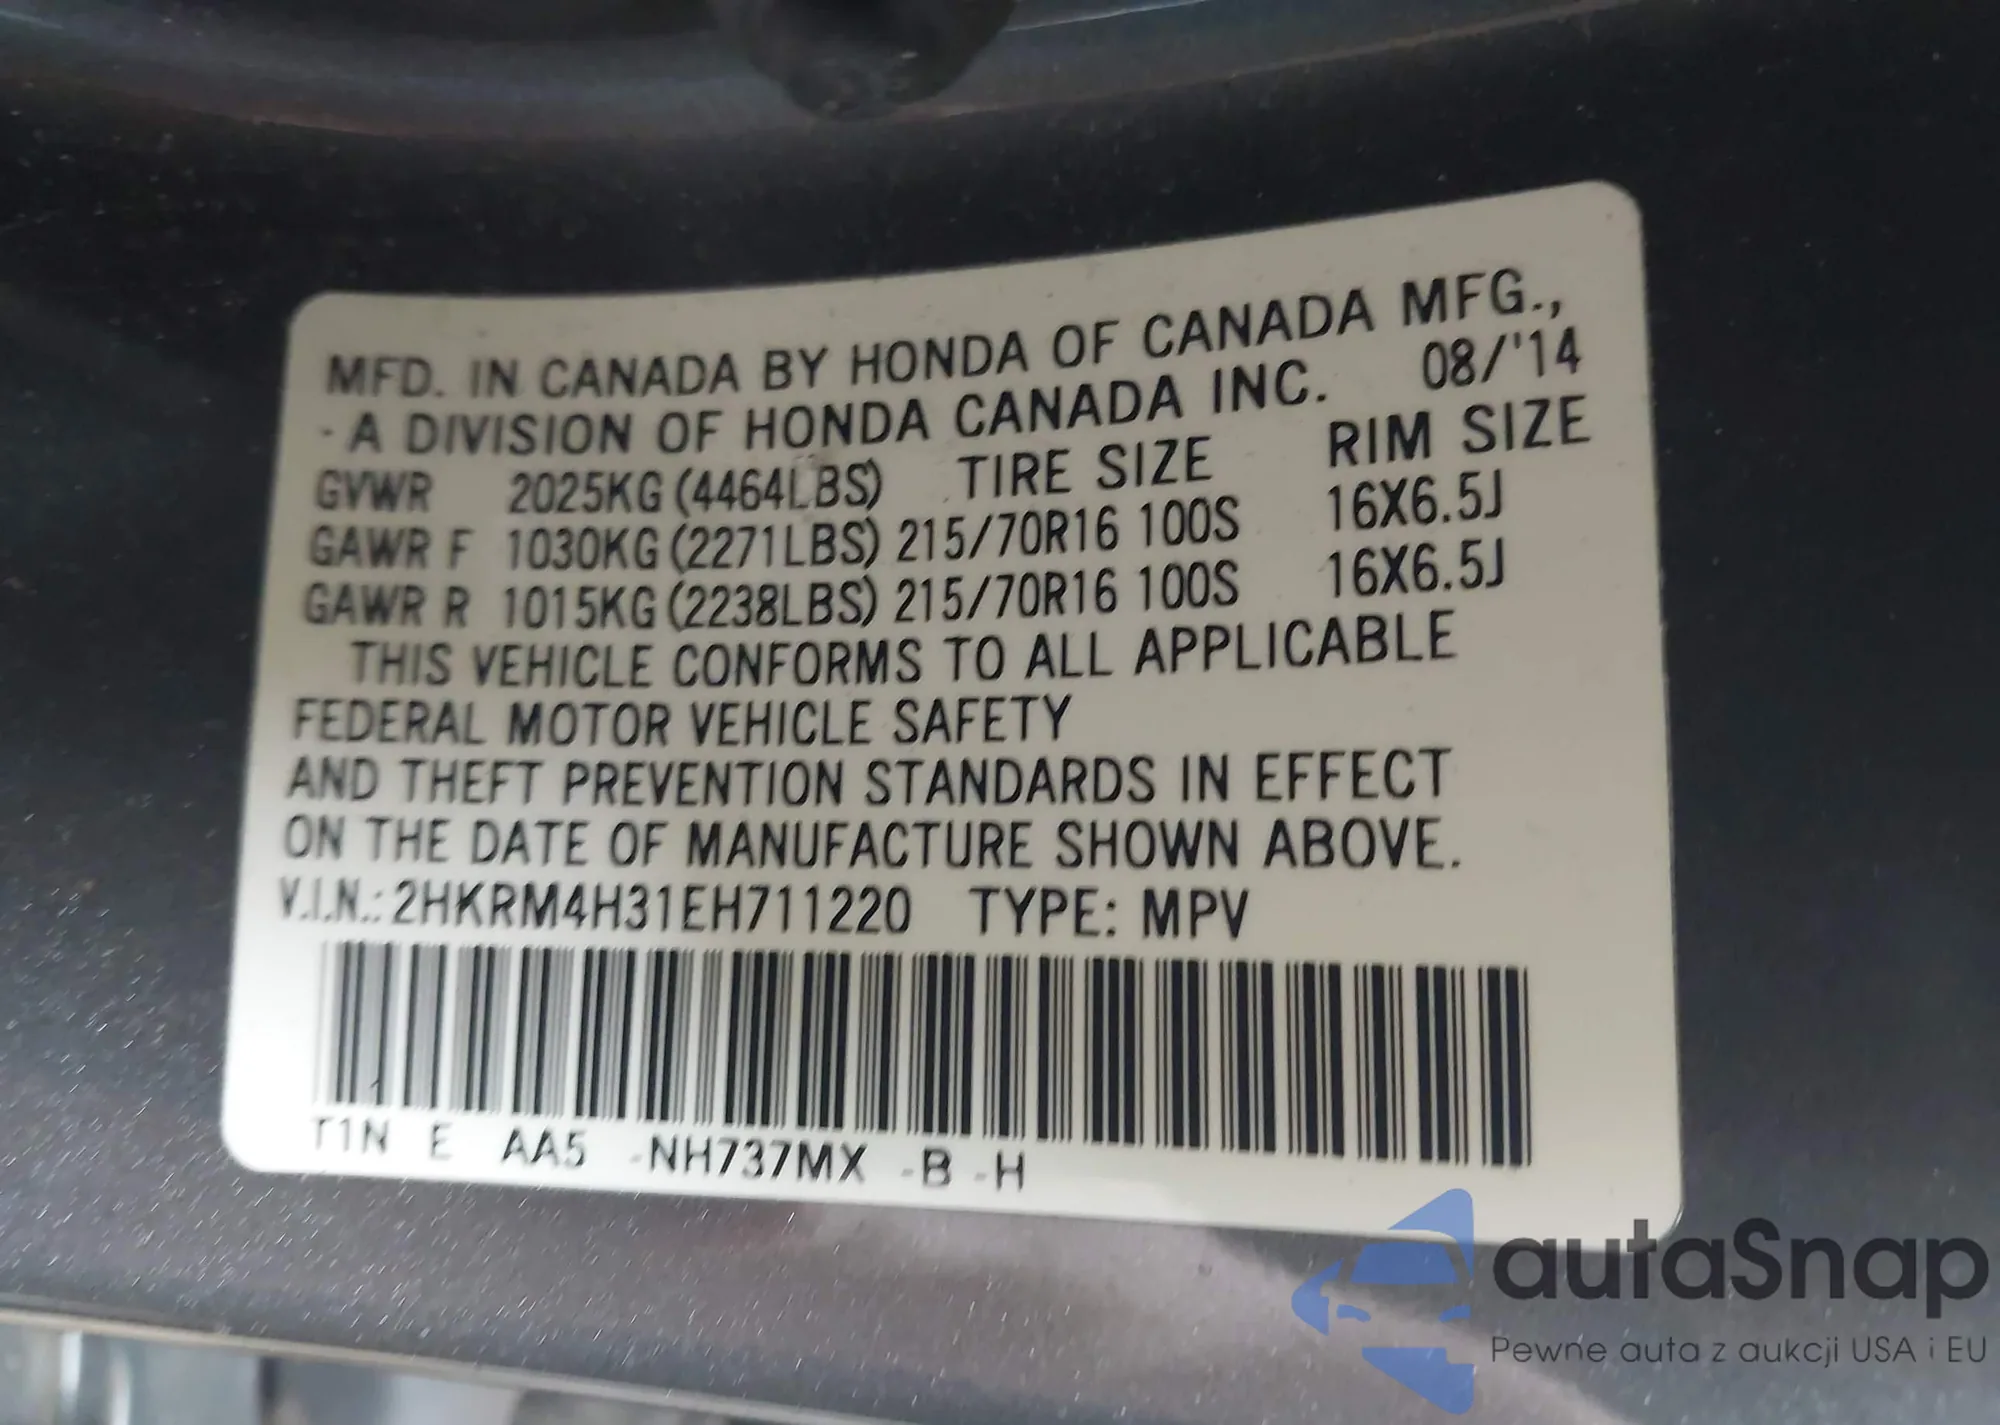 MFD. IN CANADA BY HONDA OF CANADA MFG.,
- A DIVISION OF HONDA CANADA INC. 08/'14
GVWR 2025KG (4464LBS) TIRE SIZE RIM SIZE
GAWR F 1030KG (2271LBS) 215/70R16 100S 16X6.5J
GAWR R 1015KG (2238LBS) 215/70R16 100S 16X6.5J
THIS VEHICLE CONFORMS TO ALL APPLICABLE
FEDERAL MOTOR VEHICLE SAFETY
AND THEFT PREVENTION STANDARDS IN EFFECT
ON THE DATE OF MANUFACTURE SHOWN ABOVE.
V.I.N.: 2HKRM4H31EH711220 TYPE: MPV
T1N E AA5 -NH737MX -B -H
autaSnap
Pewne auta z aukcji USA i EU